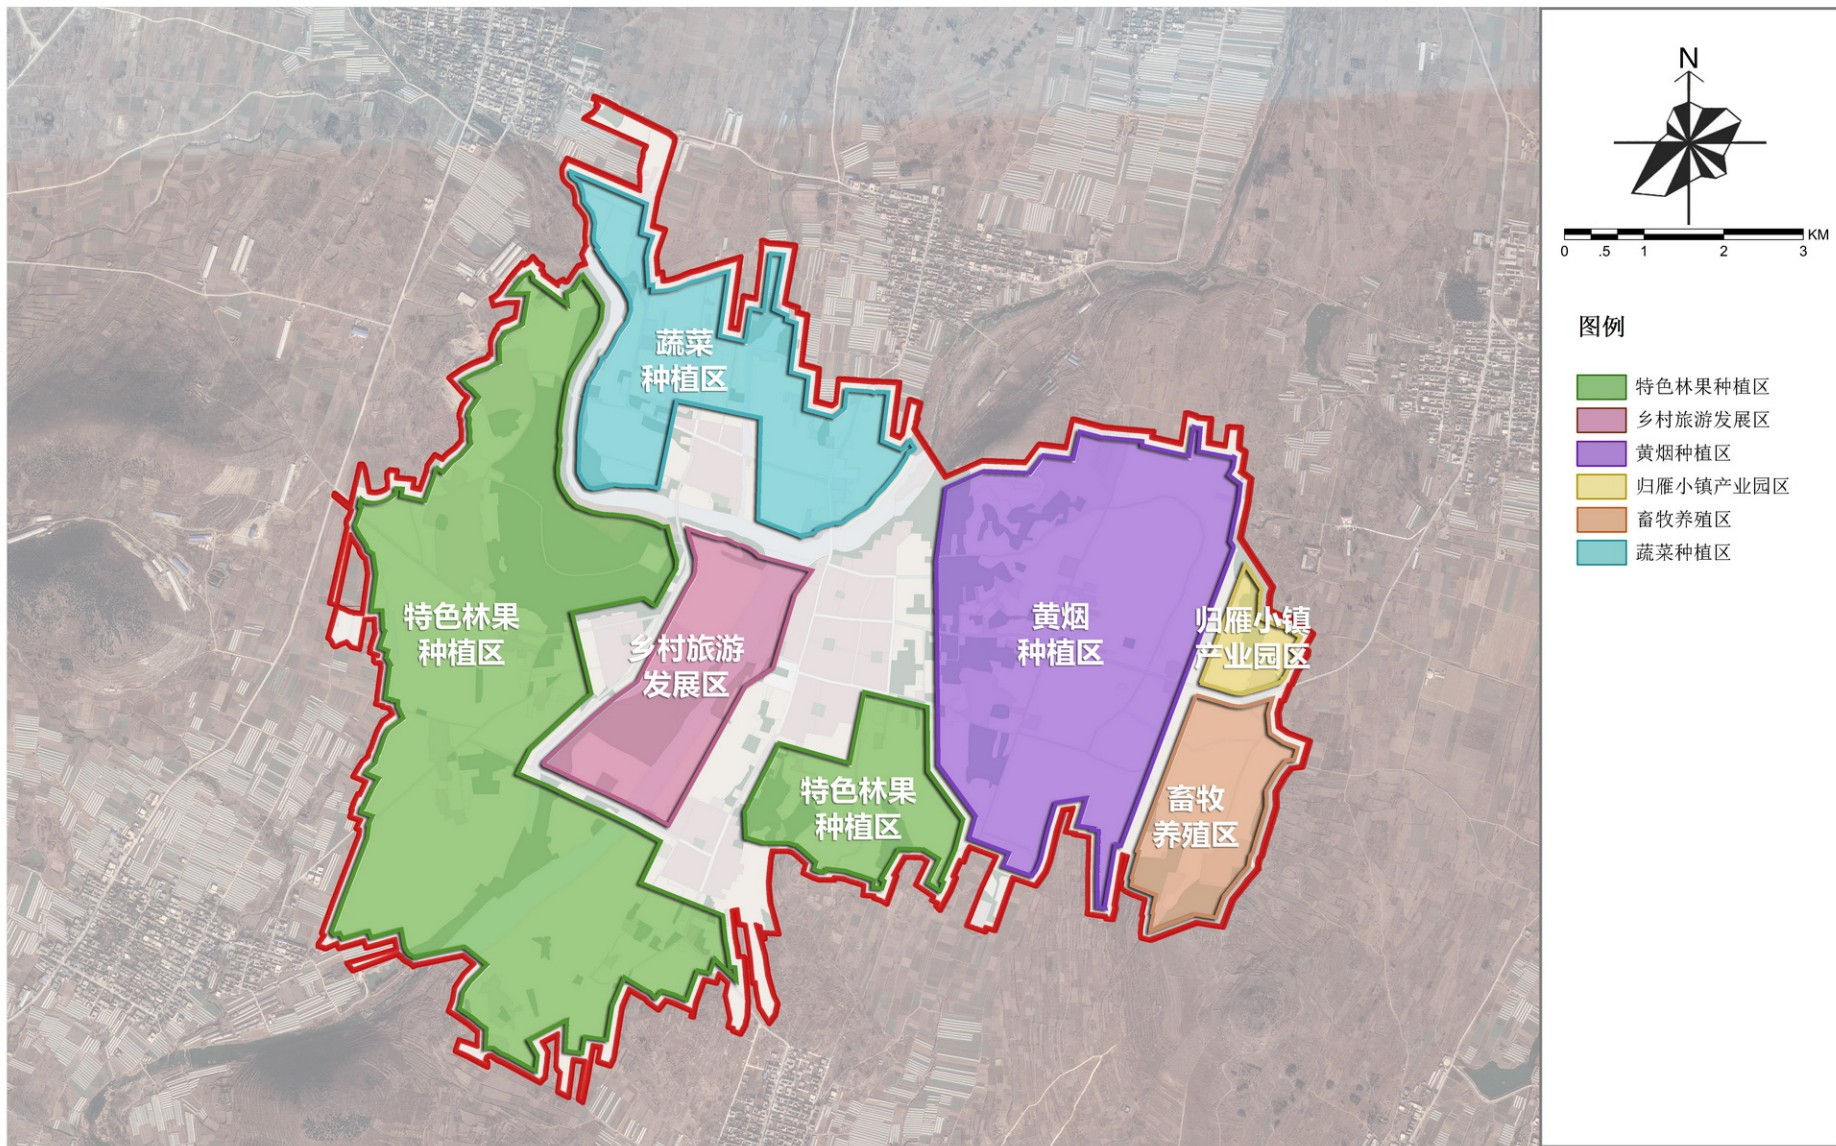 蔬菜
种植区
特色林果
种植区
乡村旅游
发展区
黄烟
种植区
归雁小镇
产业园区
特色林果
种植区
畜牧
养殖区
N
KM
0 .5 1 2 3
图例
特色林果种植区
乡村旅游发展区
黄烟种植区
归雁小镇产业园区
畜牧养殖区
蔬菜种植区